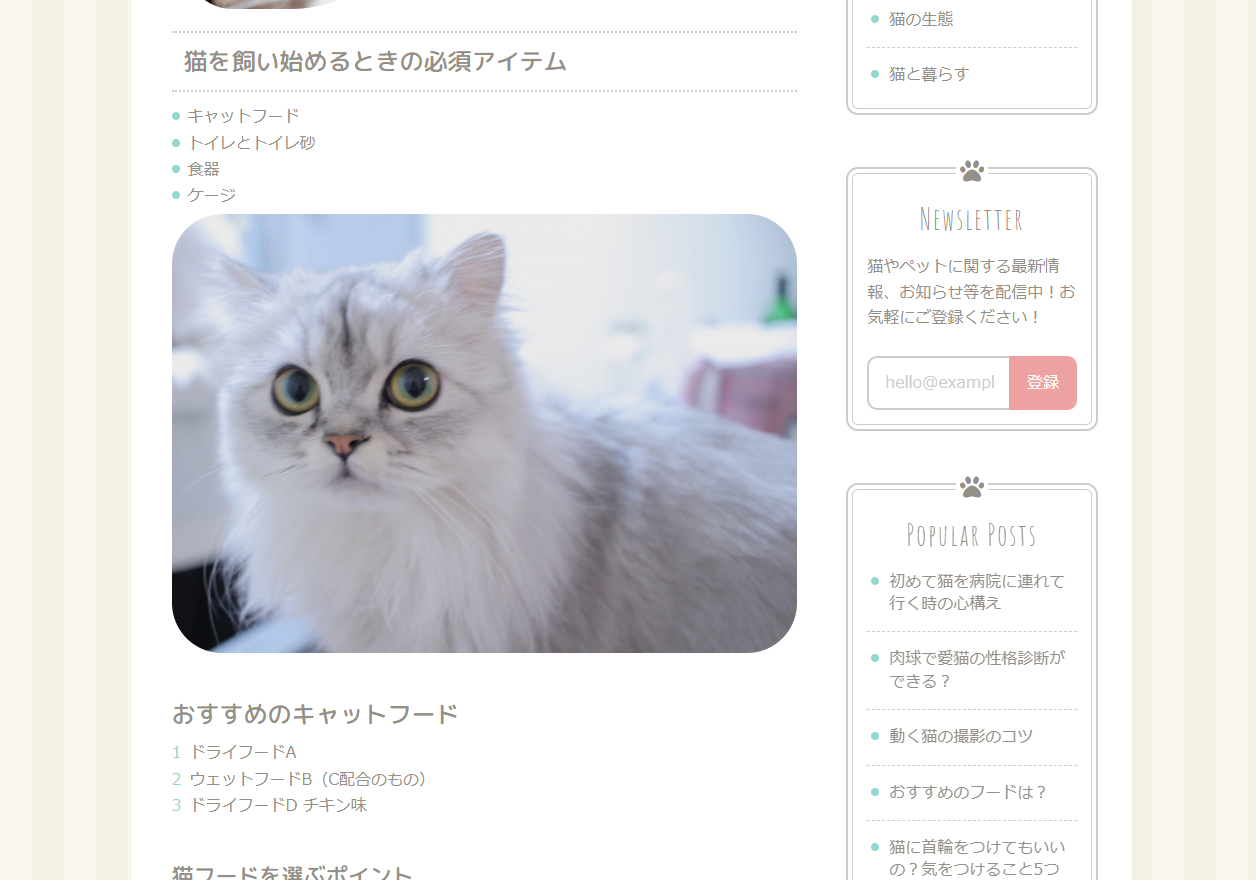 猫を飼い始めるときの必須アイテム
キャットフード
トイレとトイレ砂
食器
ケージ
おすすめのキャットフード
1 ドライフードA
2 ウェットフードB（C配合のもの）
3 ドライフードD チキン味
猫フードを選ぶポイント
猫の生態
猫と暮らす
Newsletter
猫やペットに関する最新情
報、お知らせ等を配信中！お
気軽にご登録ください！
hello@exampl
登録
Popular Posts
初めて猫を病院に連れて
行く時の心構え
肉球で愛猫の性格診断が
できる？
動く猫の撮影のコツ
おすすめのフードは？
猫に首輪をつけてもいい
の？気をつけること5つ